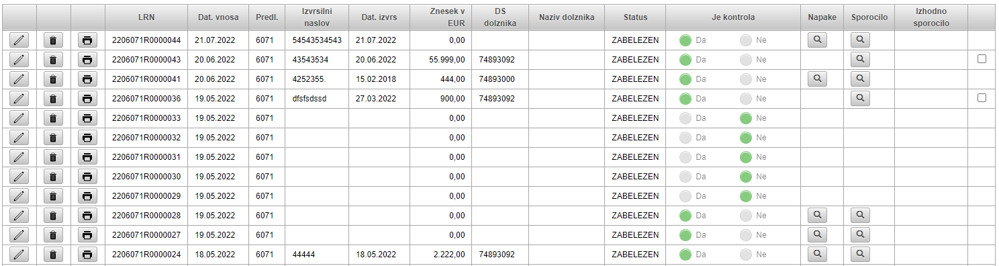 LRN Dat. vnosa Predl. Izvrsilni naslov Dat. izvrs Znesek v EUR DS dolznika Naziv dolznika Status Je kontrola Napake Sporocilo Izhodno sporocilo
2206071R0000044 21.07.2022 6071 54543534543 21.07.2022 0,00 ZABELEZEN Da Ne
2206071R0000043 20.06.2022 6071 43543534 20.06.2022 55.999,00 74893092 ZABELEZEN Da Ne
2206071R0000041 20.06.2022 6071 4252355. 15.02.2018 444,00 74893000 ZABELEZEN Da Ne
2206071R0000036 19.05.2022 6071 dfsfsdssd 27.03.2022 900,00 74893092 ZABELEZEN Da Ne
2206071R0000033 19.05.2022 6071 0,00 ZABELEZEN Da Ne
2206071R0000032 19.05.2022 6071 0,00 ZABELEZEN Da Ne
2206071R0000031 19.05.2022 6071 0,00 ZABELEZEN Da Ne
2206071R0000030 19.05.2022 6071 0,00 ZABELEZEN Da Ne
2206071R0000029 19.05.2022 6071 0,00 ZABELEZEN Da Ne
2206071R0000028 19.05.2022 6071 0,00 ZABELEZEN Da Ne
2206071R0000027 19.05.2022 6071 0,00 ZABELEZEN Da Ne
2206071R0000024 18.05.2022 6071 44444 18.05.2022 2.222,00 74893092 ZABELEZEN Da Ne